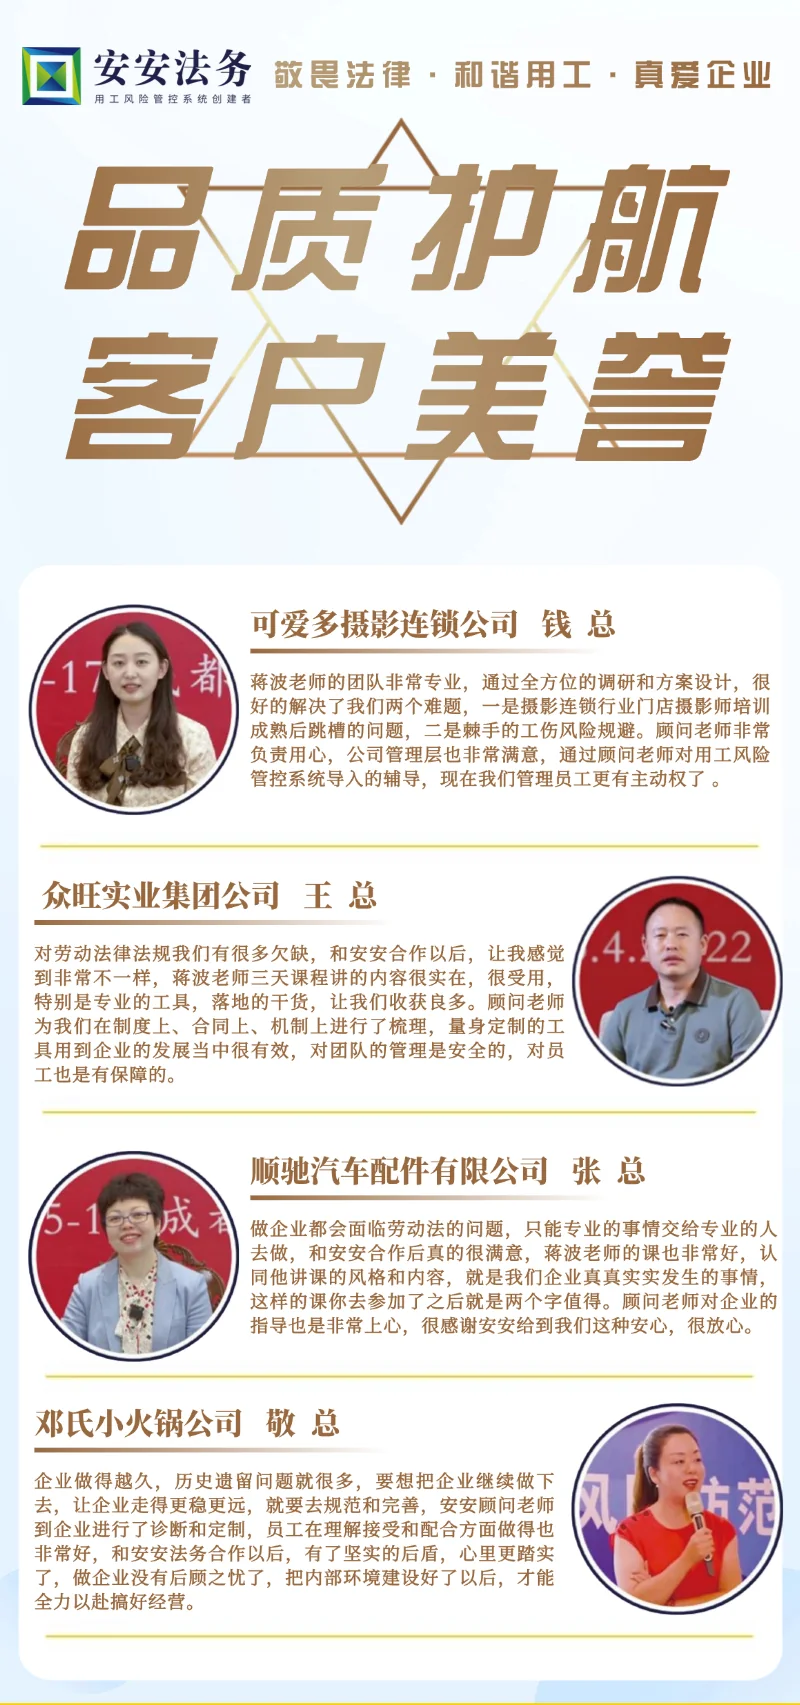 安安法务
用工风险管控系统创建者
敬畏法律·和谐用工·真爱企业
品质护航
客户美誉
可爱多摄影连锁公司 钱 总
蒋波老师的团队非常专业，通过全方位的调研和方案设计，很
好的解决了我们两个难题，一是摄影连锁行业门店摄影师培训
成熟后跳槽的问题，二是棘手的工伤风险规避。顾问老师非常
负责用心，公司管理层也非常满意，通过顾问老师对用工风险
管控系统导入的辅导，现在我们管理员工更有主动权了 。
-17
都
众旺实业集团公司 王 总
对劳动法律法规我们有很多欠缺，和安安合作以后，让我感觉
到非常不一样，蒋波老师三天课程讲的内容很实在，很受用，
特别是专业的工具，落地的干货，让我们收获良多。顾问老师
为我们在制度上、合同上、机制上进行了梳理，量身定制的工
具用到企业的发展当中很有效，对团队的管理是安全的，对员
工也是有保障的。
.4.2
22
顺驰汽车配件有限公司 张 总
做企业都会面临劳动法的问题，只能专业的事情交给专业的人
去做，和安安合作后真的很满意，蒋波老师的课也非常好，认
同他讲课的风格和内容，就是我们企业真真实实发生的事情，
这样的课你去参加了之后就是两个字值得。顾问老师对企业的
指导也是非常上心，很感谢安安给到我们这种安心，很放心。
5-1
成
邓氏小火锅公司 敬 总
企业做得越久，历史遗留问题就很多，要想把企业继续做下
去，让企业走得更稳更远，就要去规范和完善，安安顾问老师
到企业进行了诊断和定制，员工在理解接受和配合方面做得也
非常好，和安安法务合作以后，有了坚实的后盾，心里更踏实
了，做企业没有后顾之忧了，把内部环境建设好了以后，才能
全力以赴搞好经营。
风
防范